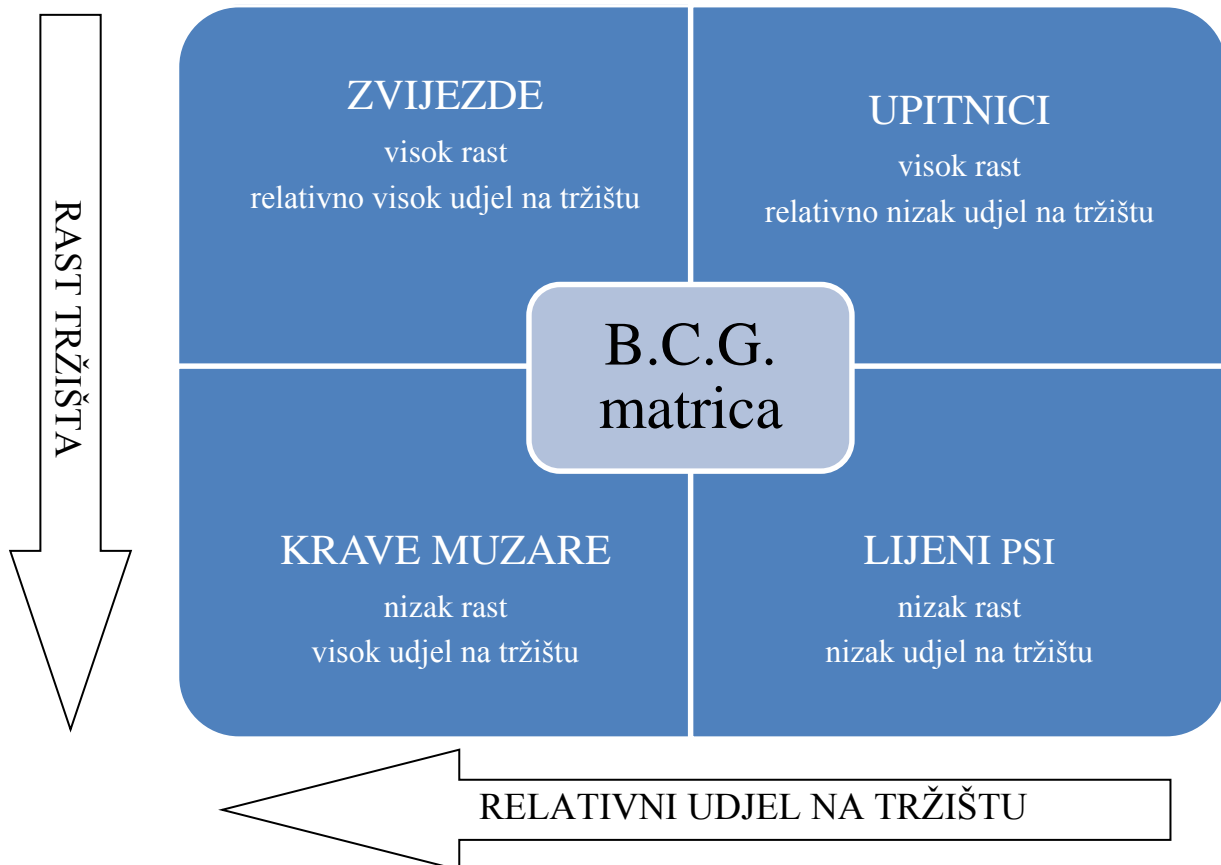 ZVIJEZDE
visok rast
relativno visok udjel na tržištu
UPITNICI
visok rast
relativno nizak udjel na tržištu
RAST TRŽIŠTA
B.C.G.
matrica
KRAVE MUZARE
nizak rast
visok udjel na tržištu
LIJENI PSI
nizak rast
nizak udjel na tržištu
RELATIVNI UDJEL NA TRŽIŠTU